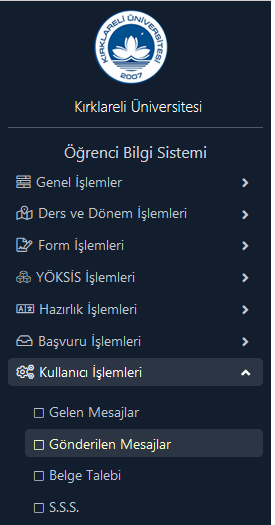 KIRKLARELİ ÜNİVERSİTESİ
2007
Kırklareli Üniversitesi
Öğrenci Bilgi Sistemi
Genel İşlemler
Ders ve Dönem İşlemleri
Form İşlemleri
YÖKSİS İşlemleri
Hazırlık İşlemleri
Başvuru İşlemleri
Kullanıcı İşlemleri
Gelen Mesajlar
Gönderilen Mesajlar
Belge Talebi
S.S.S.